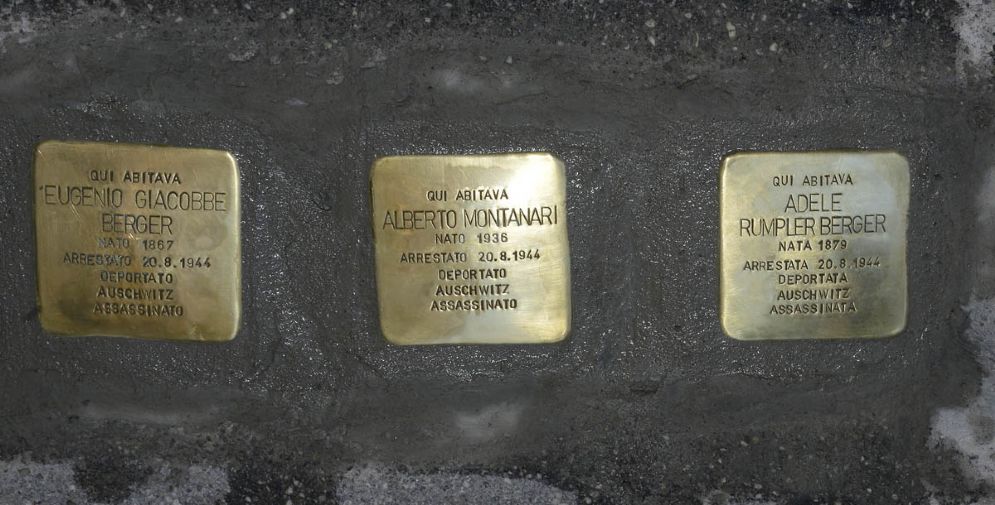 QUI ABITAVA
EUGENIO GIACOBBE
BERGER
NATO 1867
ARRESTATO 20.8.1944
DEPORTATO
AUSCHWITZ
ASSASSINATO
QUI ABITAVA
ALBERTO MONTANARI
NATO 1936
ARRESTATO 20.8.1944
DEPORTATO
AUSCHWITZ
ASSASSINATO
QUI ABITAVA
ADELE
RUMPLER BERGER
NATA 1879
ARRESTATA 20.8.1944
DEPORTATA
AUSCHWITZ
ASSASSINATA